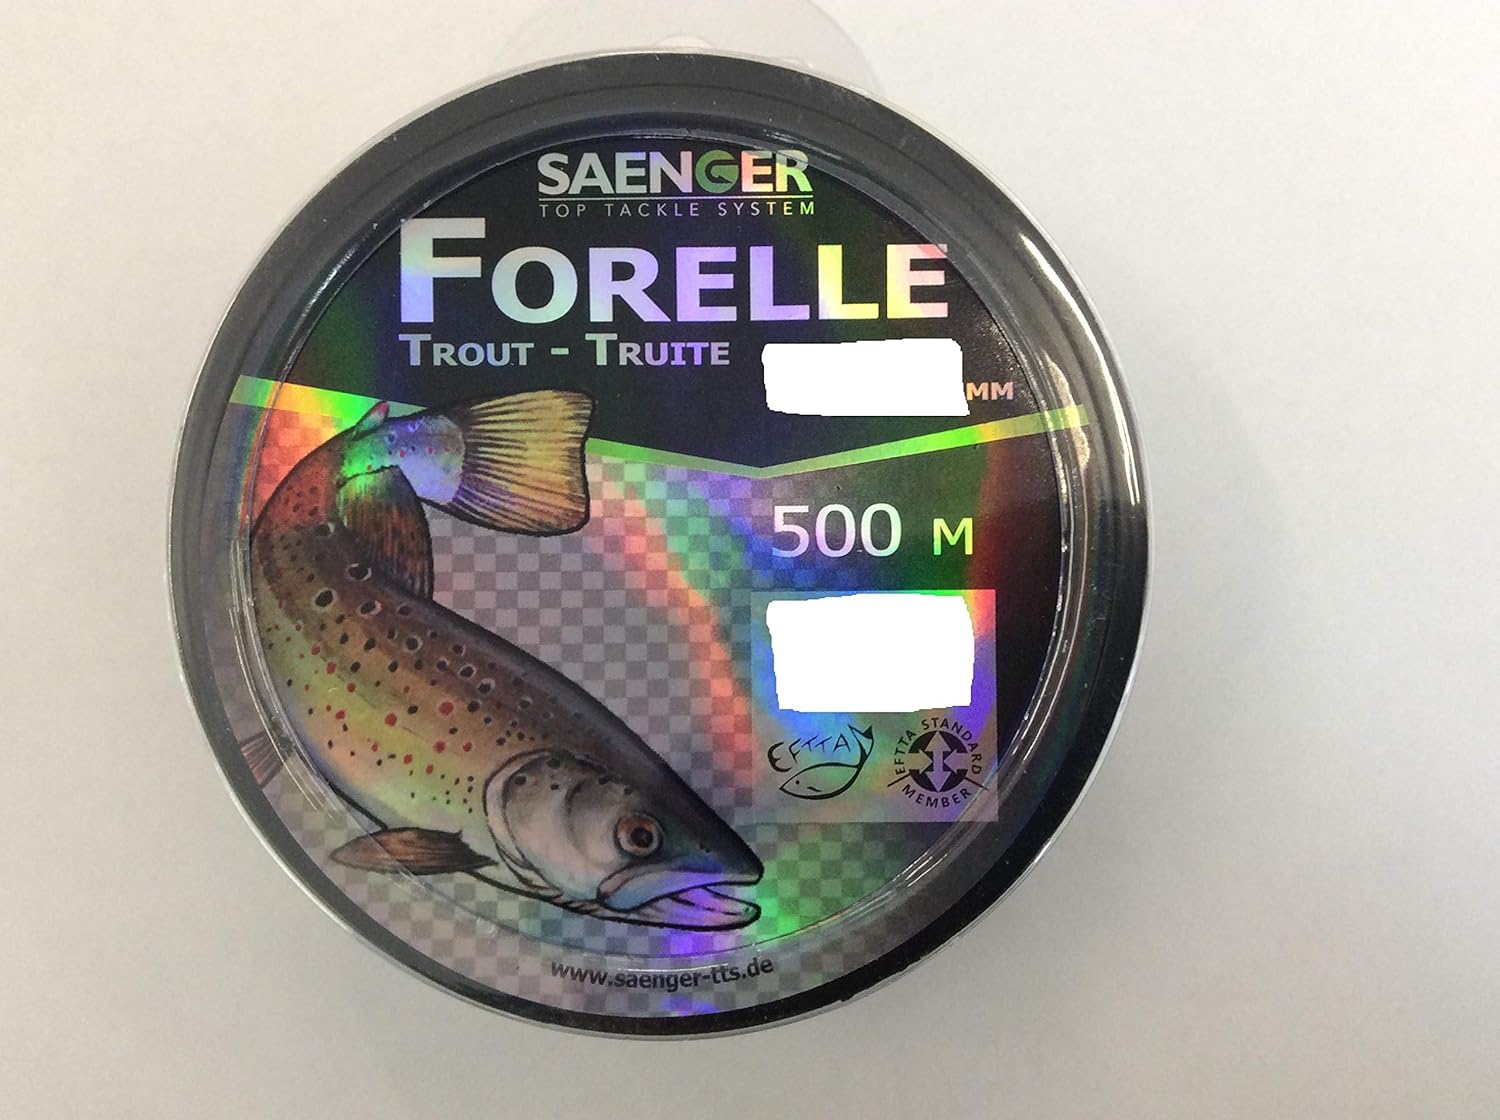 SAENGER
TOP TACKLE SYSTEM
FORELLE
TROUT - TRUITE
MM
500 M
EFTTA
EFTTA STANDARD
MEMBER
www.saenger-tts.de